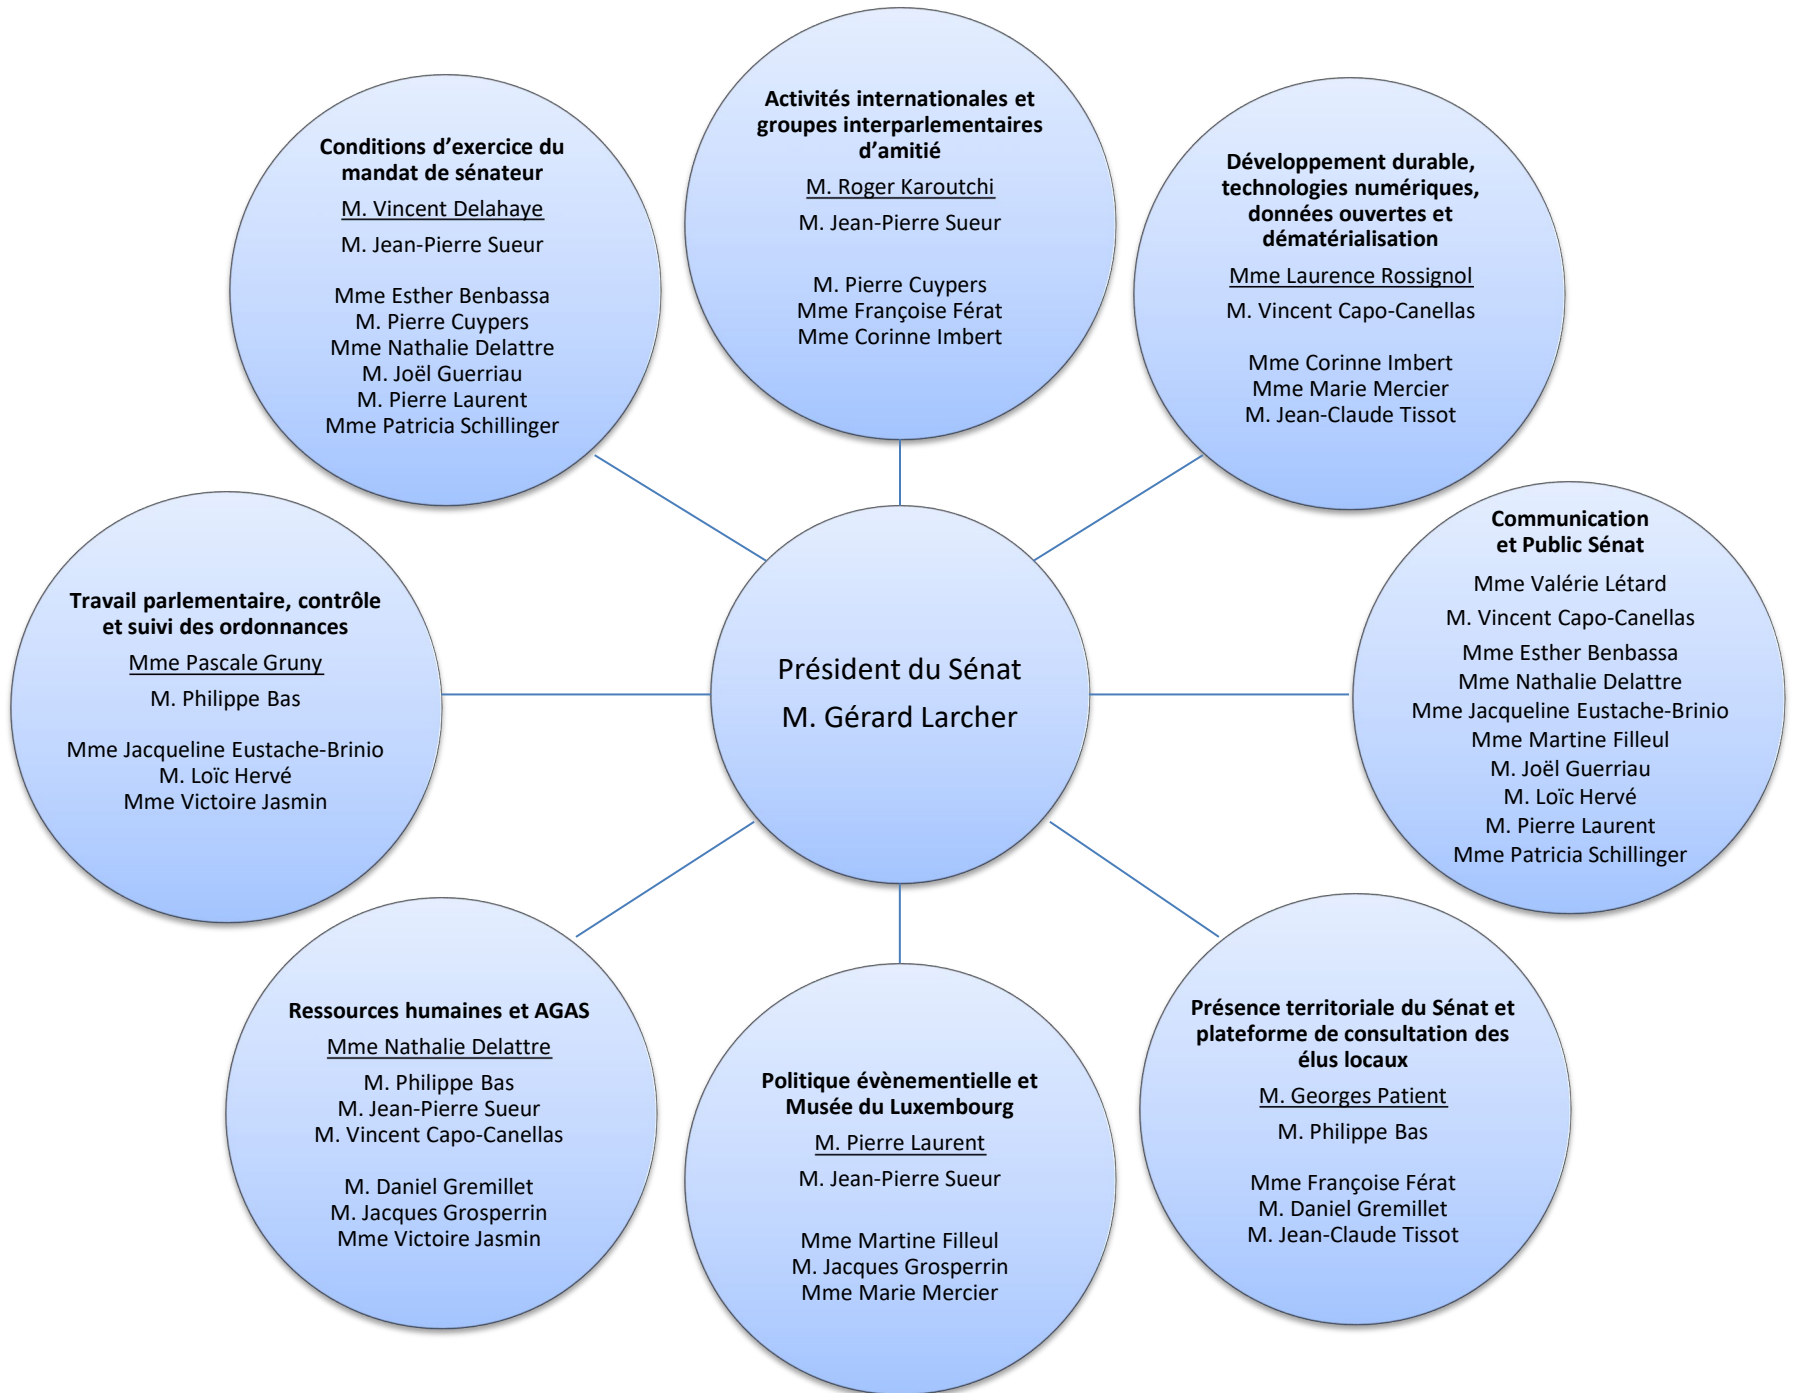 Activités internationales et
groupes interparlementaires
d’amitié
M. Roger Karoutchi
M. Jean-Pierre Sueur
M. Pierre Cuypers
Mme Françoise Férat
Mme Corinne Imbert
Conditions d’exercice du
mandat de sénateur
M. Vincent Delahaye
M. Jean-Pierre Sueur
Mme Esther Benbassa
M. Pierre Cuypers
Mme Nathalie Delattre
M. Joël Guerriau
M. Pierre Laurent
Mme Patricia Schillinger
Développement durable,
technologies numériques,
données ouvertes et
dématérialisation
Mme Laurence Rossignol
M. Vincent Capo-Canellas
Mme Corinne Imbert
Mme Marie Mercier
M. Jean-Claude Tissot
Communication
et Public Sénat
Mme Valérie Létard
M. Vincent Capo-Canellas
Mme Esther Benbassa
Mme Nathalie Delattre
Mme Jacqueline Eustache-Brinio
Mme Martine Filleul
M. Joël Guerriau
M. Loïc Hervé
M. Pierre Laurent
Mme Patricia Schillinger
Travail parlementaire, contrôle
et suivi des ordonnances
Mme Pascale Gruny
M. Philippe Bas
Mme Jacqueline Eustache-Brinio
M. Loïc Hervé
Mme Victoire Jasmin
Président du Sénat
M. Gérard Larcher
Ressources humaines et AGAS
Mme Nathalie Delattre
M. Philippe Bas
M. Jean-Pierre Sueur
M. Vincent Capo-Canellas
M. Daniel Gremillet
M. Jacques Grosperrin
Mme Victoire Jasmin
Politique évènementielle et
Musée du Luxembourg
M. Pierre Laurent
M. Jean-Pierre Sueur
Mme Martine Filleul
M. Jacques Grosperrin
Mme Marie Mercier
Présence territoriale du Sénat et
plateforme de consultation des
élus locaux
M. Georges Patient
M. Philippe Bas
Mme Françoise Férat
M. Daniel Gremillet
M. Jean-Claude Tissot